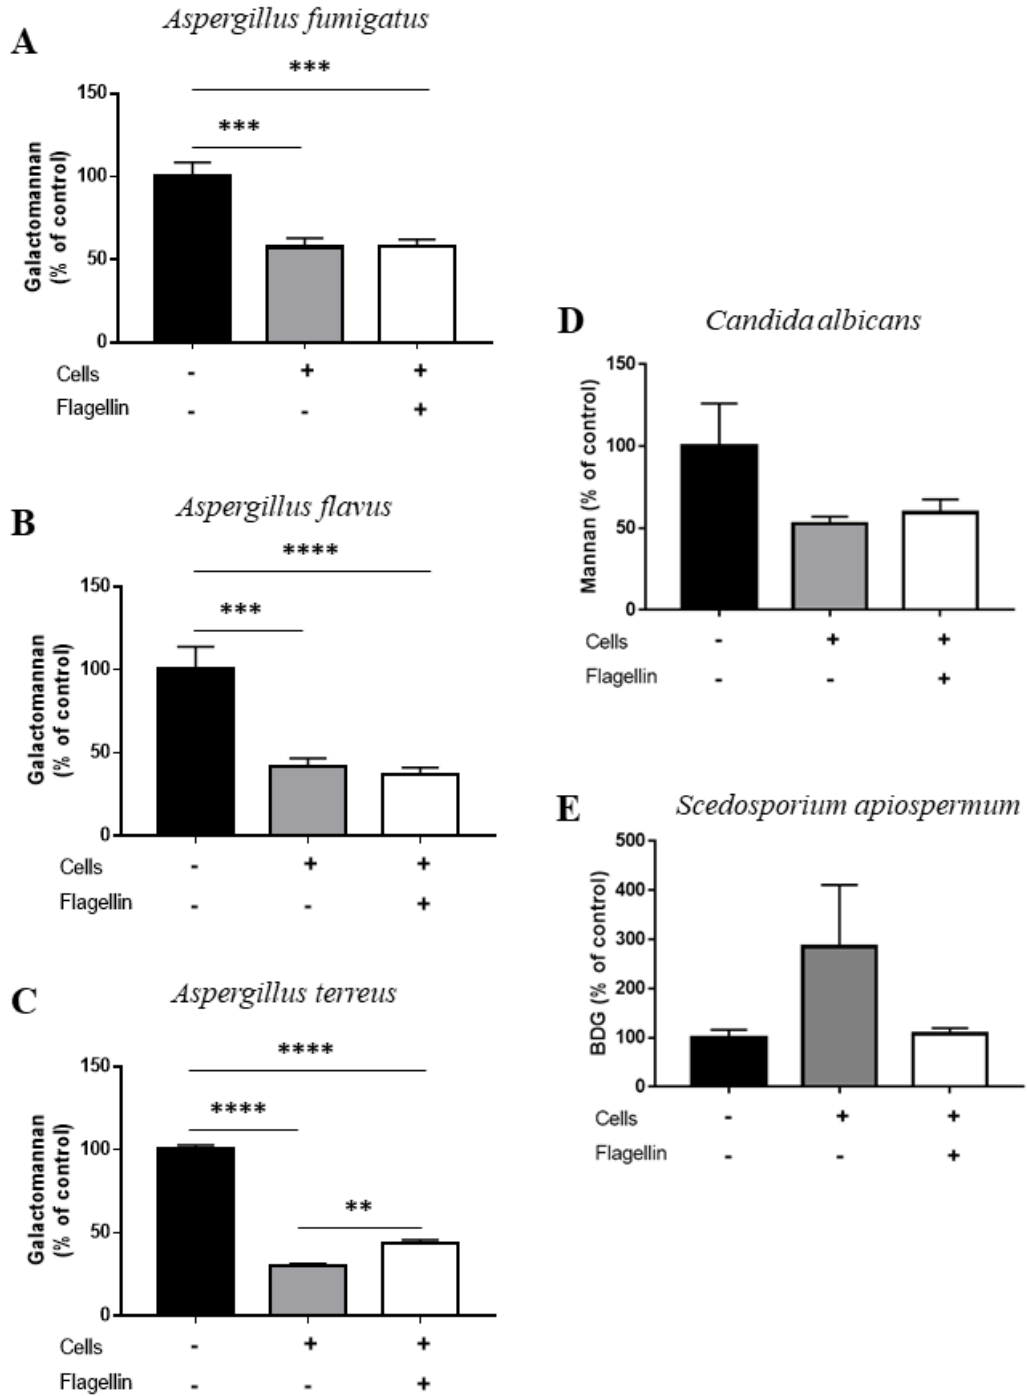 A
Aspergillus fumigatus
***
***
150
100
50
0
Galactomannan
(% of control)
Cells - + +
Flagellin - - +
B
Aspergillus flavus
****
***
150
100
50
0
Galactomannan
(% of control)
Cells - + +
Flagellin - - +
C
Aspergillus terreus
****
****
**
150
100
50
0
Galactomannan
(% of control)
Cells - + +
Flagellin - - +
D
Candida albicans
150
100
50
0
Mannan (% of control)
Cells - + +
Flagellin - - +
E
Scedosporium apiospermum
500
400
300
200
100
0
BDG (% of control)
Cells - + +
Flagellin - - +